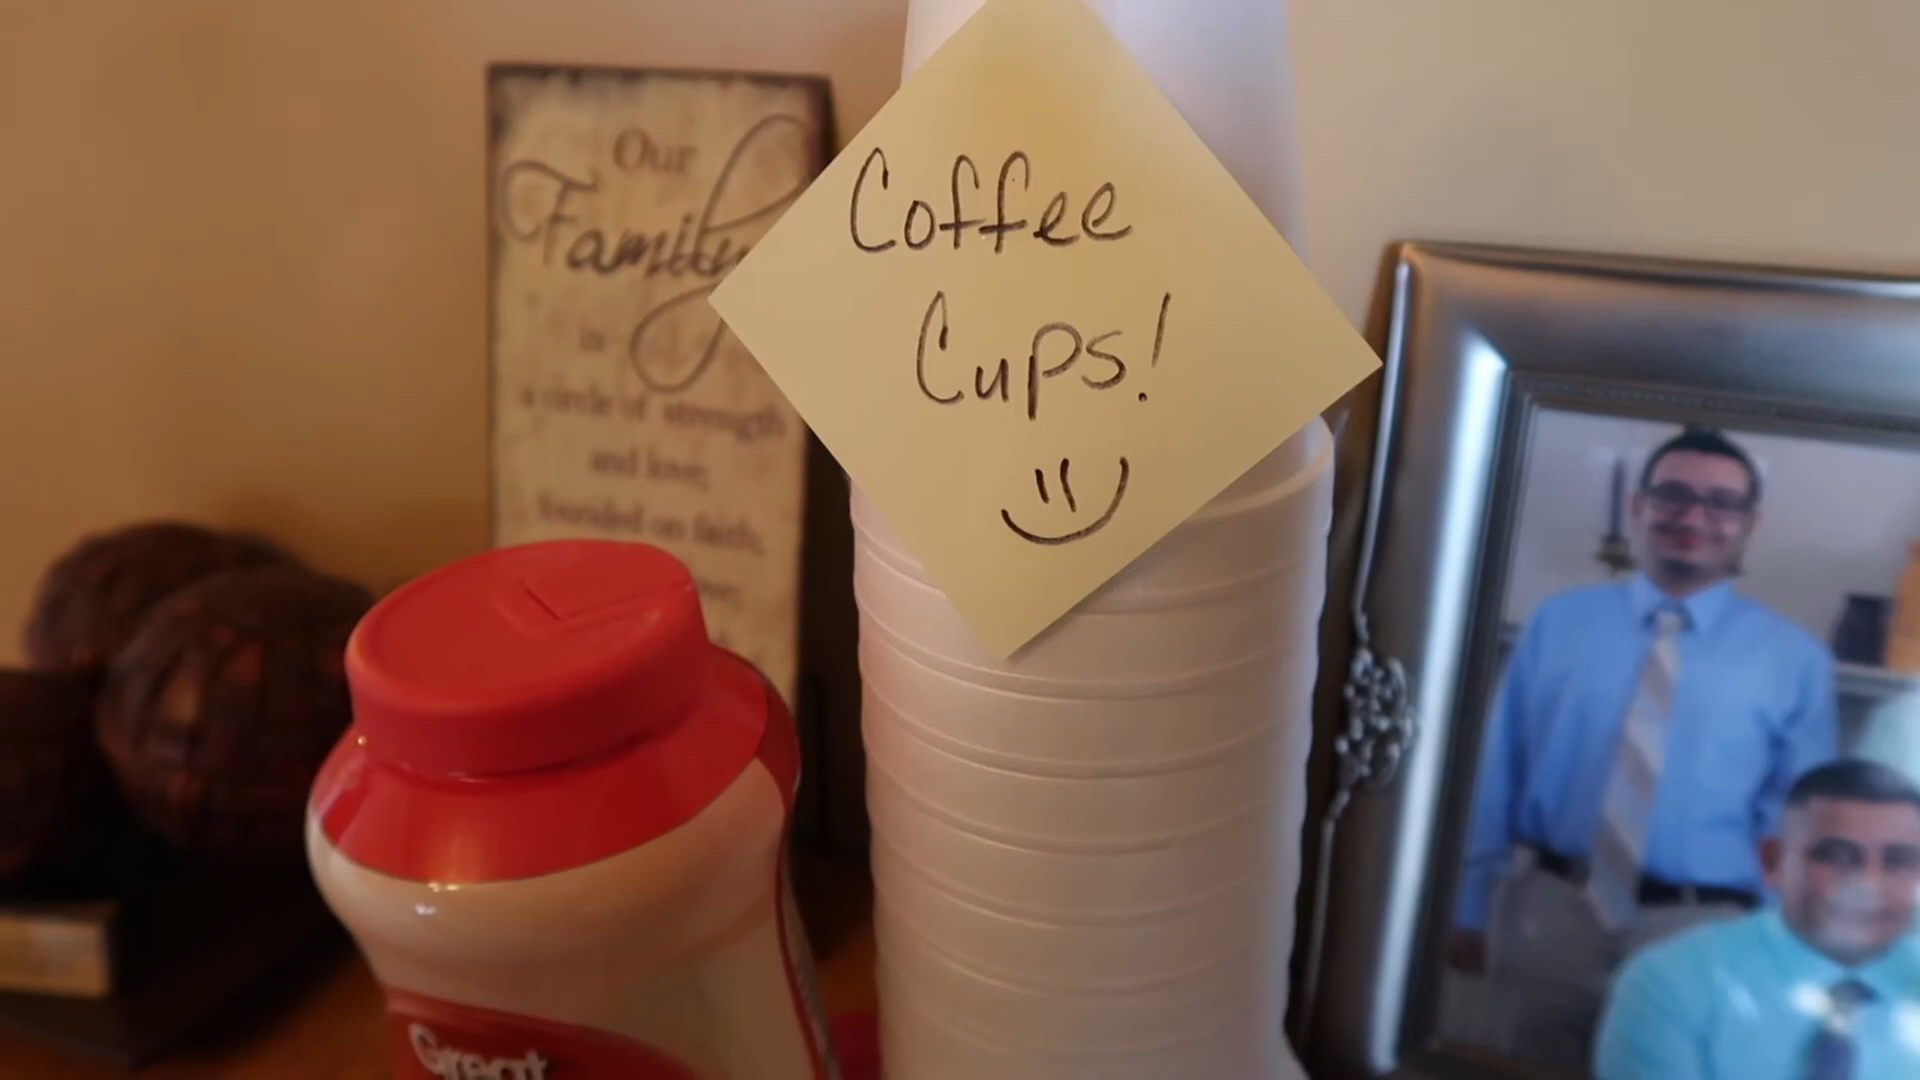 Our
Family
is
a circle of strength
and love;
founded on faith,
Coffee
Cups!
Great